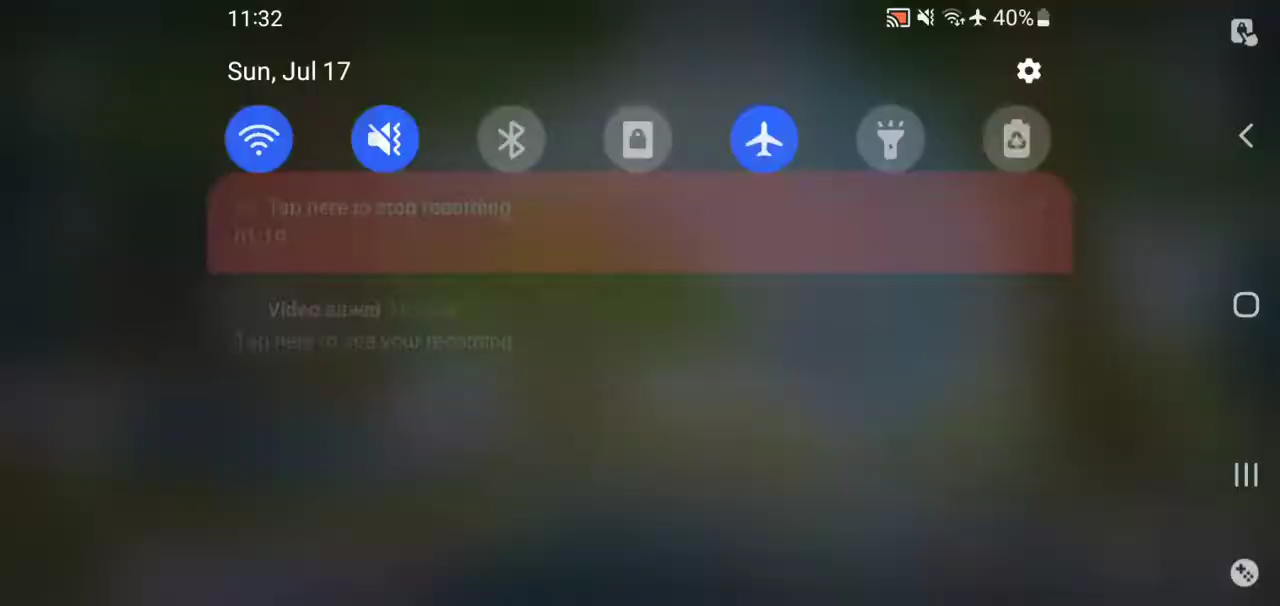 11:32
40%
Sun, Jul 17
Tap here to stop recording
Video saved
Tap here to see your recording